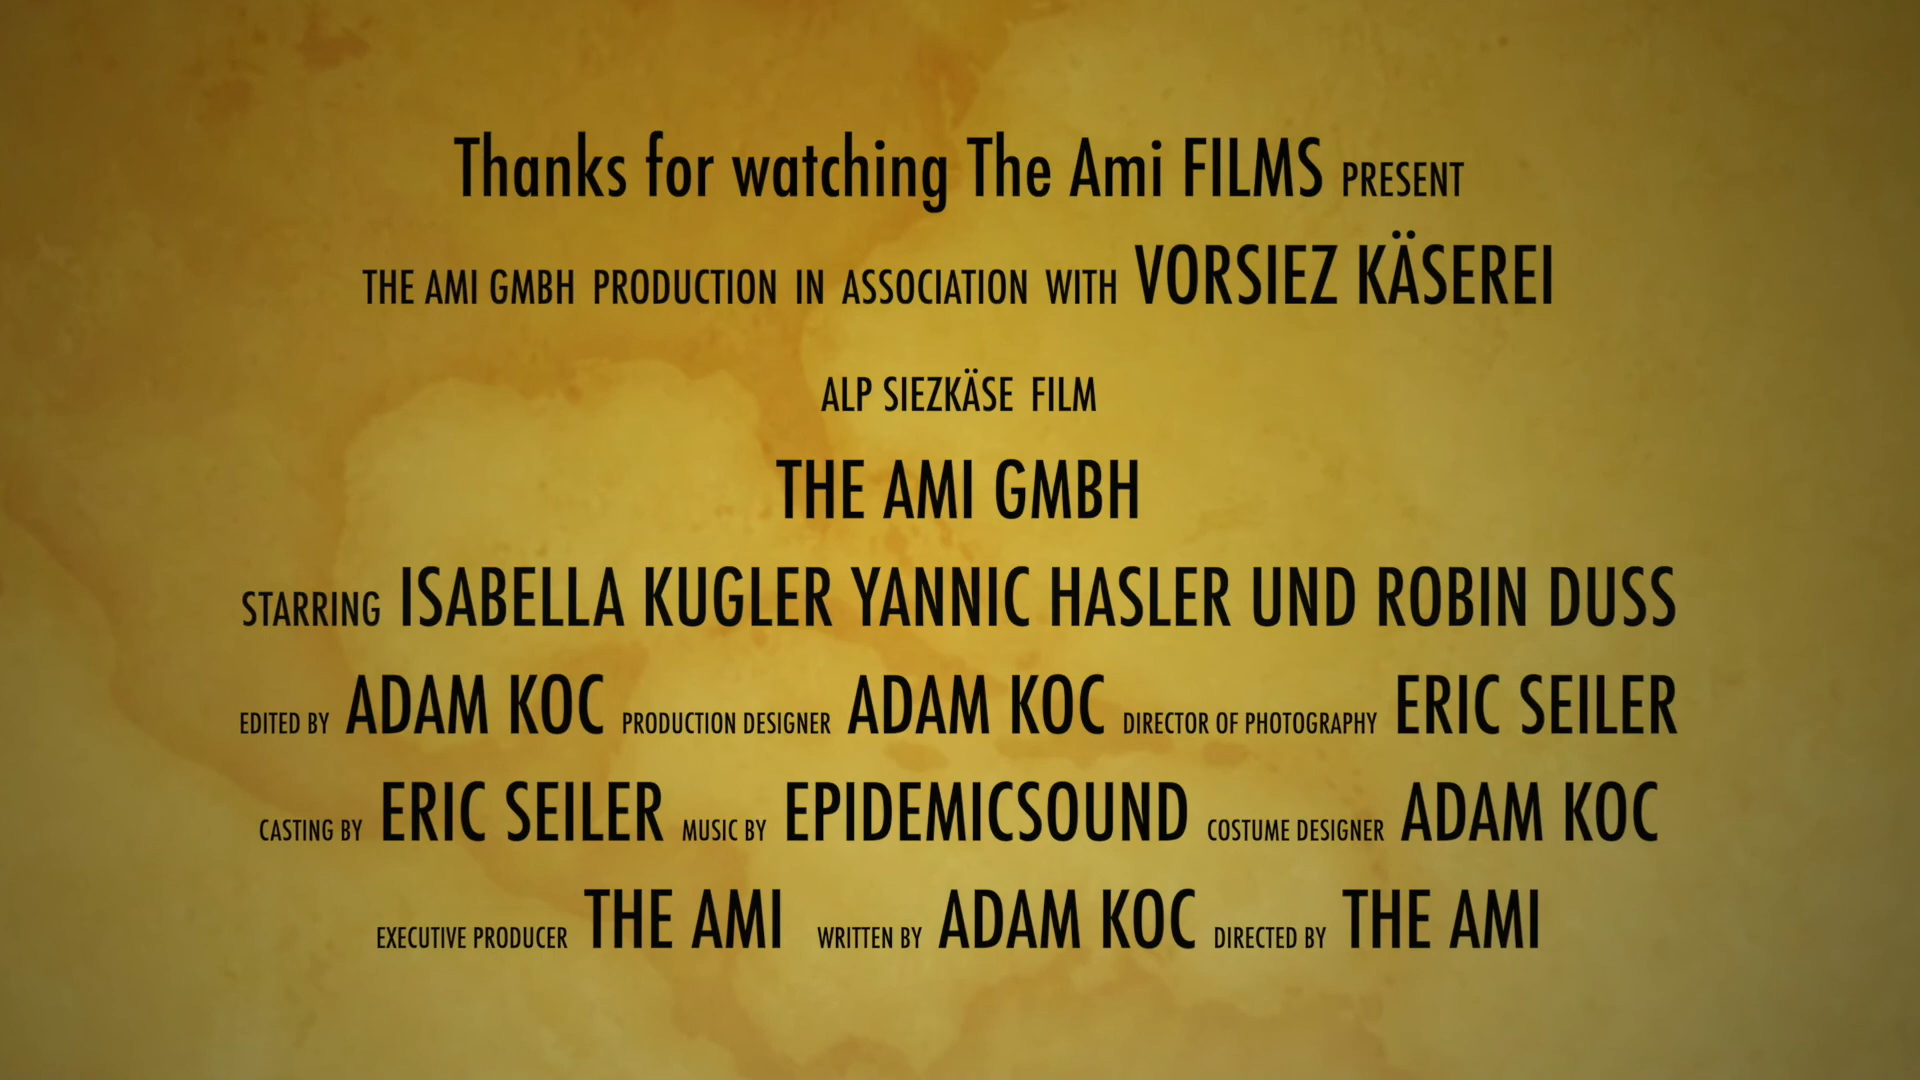 Thanks for watching The Ami FILMS PRESENT
THE AMI GMBH PRODUCTION IN ASSOCIATION WITH VORSIEZ KÄSEREI
ALP SIEZKÄSE FILM
THE AMI GMBH
STARRING ISABELLA KUGLER YANNIC HASLER UND ROBIN DUSS
EDITED BY ADAM KOC PRODUCTION DESIGNER ADAM KOC DIRECTOR OF PHOTOGRAPHY ERIC SEILER
CASTING BY ERIC SEILER MUSIC BY EPIDEMICSOUND COSTUME DESIGNER ADAM KOC
EXECUTIVE PRODUCER THE AMI WRITTEN BY ADAM KOC DIRECTED BY THE AMI